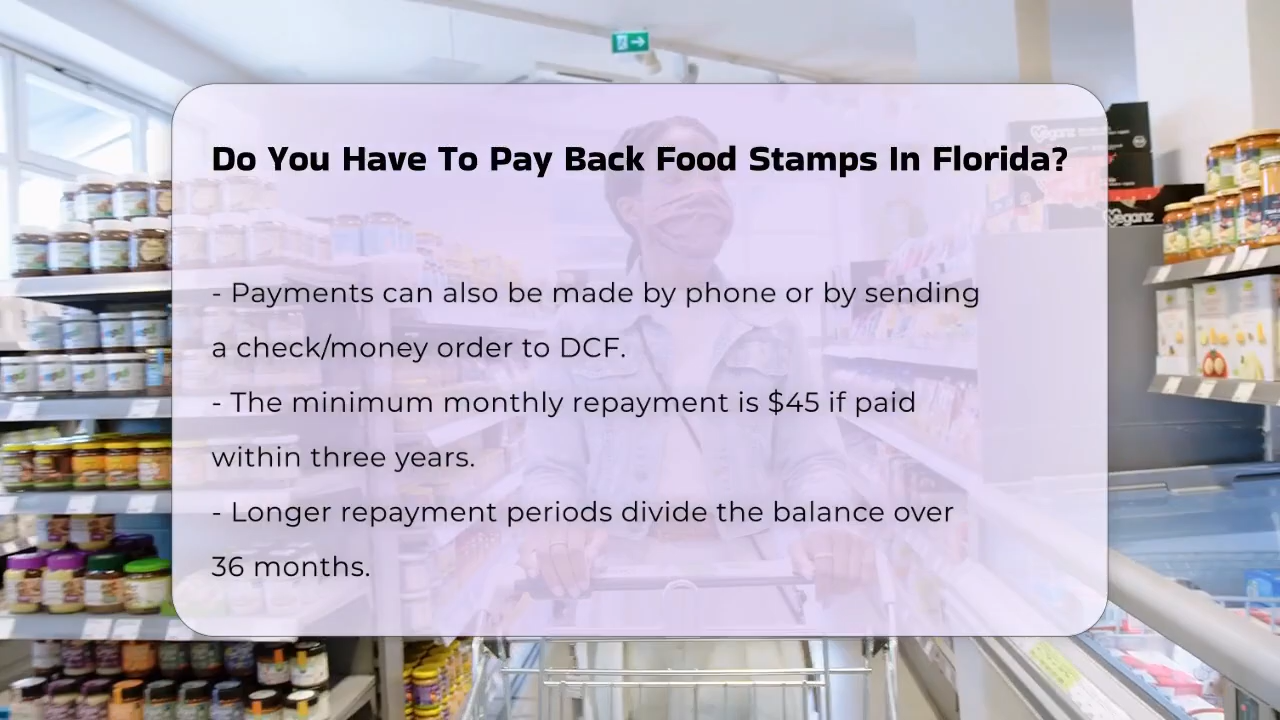 Do You Have To Pay Back Food Stamps In Florida?
veganz
veganz
- Payments can also be made by phone or by sending
a check/money order to DCF.
- The minimum monthly repayment is $45 if paid
within three years.
- Longer repayment periods divide the balance over
36 months.